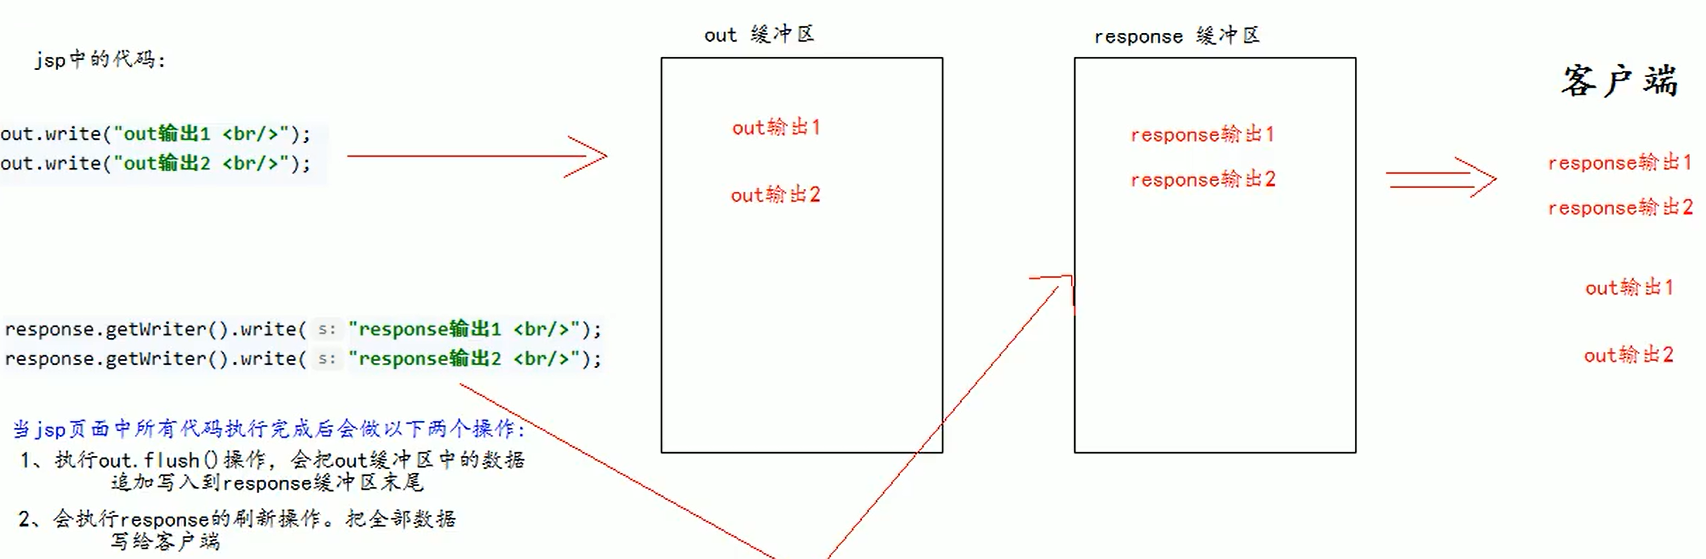 jsp中的代码:
out.write("out输出1 <br/>");
out.write("out输出2 <br/>");
response.getWriter().write( s: "response输出1 <br/>");
response.getWriter().write( s: "response输出2 <br/>");
当jsp页面中所有代码执行完成后会做以下两个操作:
1、执行out.flush()操作，会把out缓冲区中的数据
追加写入到response缓冲区末尾
2、会执行response的刷新操作。把全部数据
写给客户端
out 缓冲区
out输出1
out输出2
response 缓冲区
response输出1
response输出2
客户端
response输出1
response输出2
out输出1
out输出2